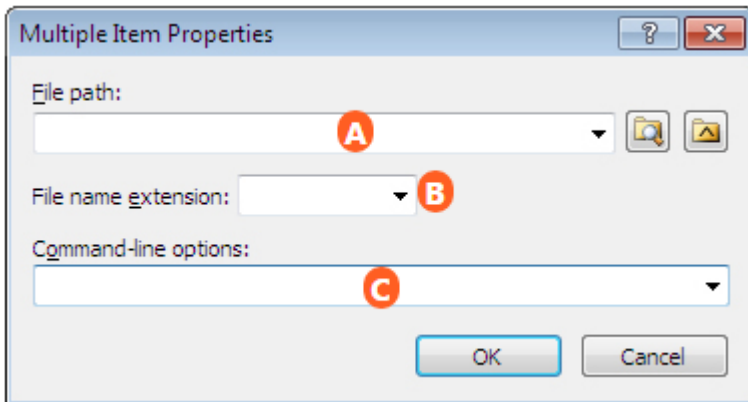 Multiple Item Properties
File path:
A
File name extension:
B
Command-line options:
C
OK Cancel